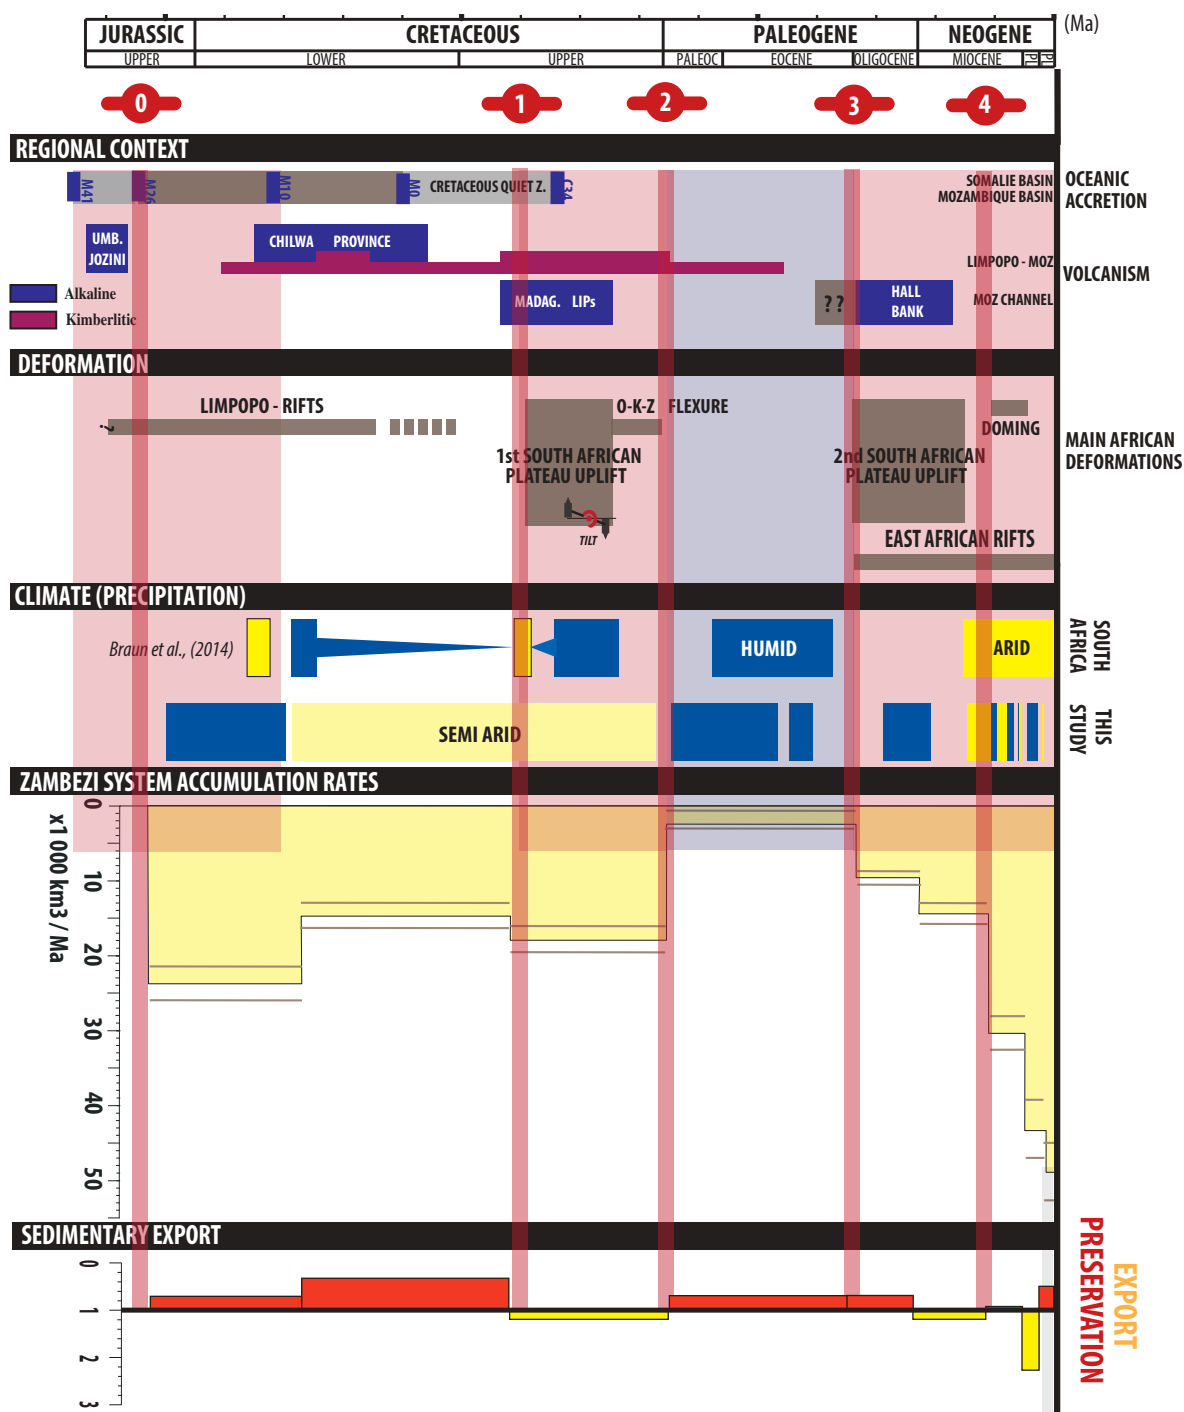 (Ma)
JURASSIC CRETACEOUS PALEOGENE NEOGENE
UPPER LOWER UPPER PALEOC EOCENE OLIGOCENE MIOCENE PL PL
0 1 2 3 4
REGIONAL CONTEXT
M41 M26 M10 M0 CRETACEOUS QUIET Z. C34
SOMALIE BASIN
MOZAMBIQUE BASIN
OCEANIC
ACCRETION
UMB.
JOZINI
CHILWA PROVINCE
LIMPOPO - MOZ
VOLCANISM
Alkaline
Kimberlitic
MADAG. LIPs
? ?
HALL
BANK
MOZ CHANNEL
DEFORMATION
LIMPOPO - RIFTS
?
O-K-Z FLEXURE
DOMING
1st SOUTH AFRICAN
PLATEAU UPLIFT
2nd SOUTH AFRICAN
PLATEAU UPLIFT
MAIN AFRICAN
DEFORMATIONS
TILT
EAST AFRICAN RIFTS
CLIMATE (PRECIPITATION)
Braun et al., (2014)
HUMID
ARID
SOUTH
AFRICA
SEMI ARID
THIS
STUDY
ZAMBEZI SYSTEM ACCUMULATION RATES
x1 000 km3 / Ma
0
10
20
30
40
50
SEDIMENTARY EXPORT
0
1
2
3
EXPORT
PRESERVATION